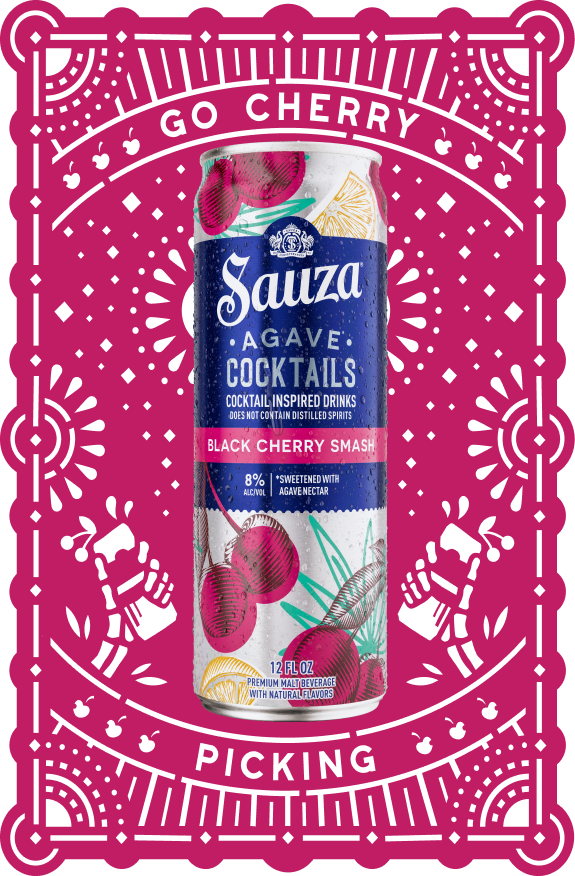 GO CHERRY
Sauza
·AGAVE·
COCKTAILS
COCKTAIL INSPIRED DRINKS
DOES NOT CONTAIN DISTILLED SPIRITS
BLACK CHERRY SMASH
8% *SWEETENED WITH
ALC/VOL AGAVE NECTAR
12 FL OZ
PREMIUM MALT BEVERAGE
WITH NATURAL FLAVORS
PICKING